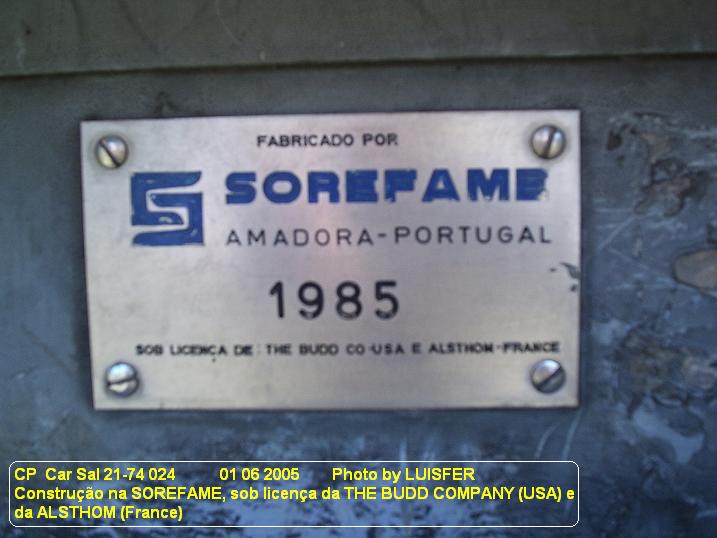 FABRICADO POR
SOREFAME
AMADORA-PORTUGAL
1985
SOB LICENÇA DE: THE BUDD CO-USA E ALSTHOM-FRANCE
CP Car Sal 21-74 024 01 06 2005 Photo by LUISFER
Construção na SOREFAME, sob licença da THE BUDD COMPANY (USA) e
da ALSTHOM (France)